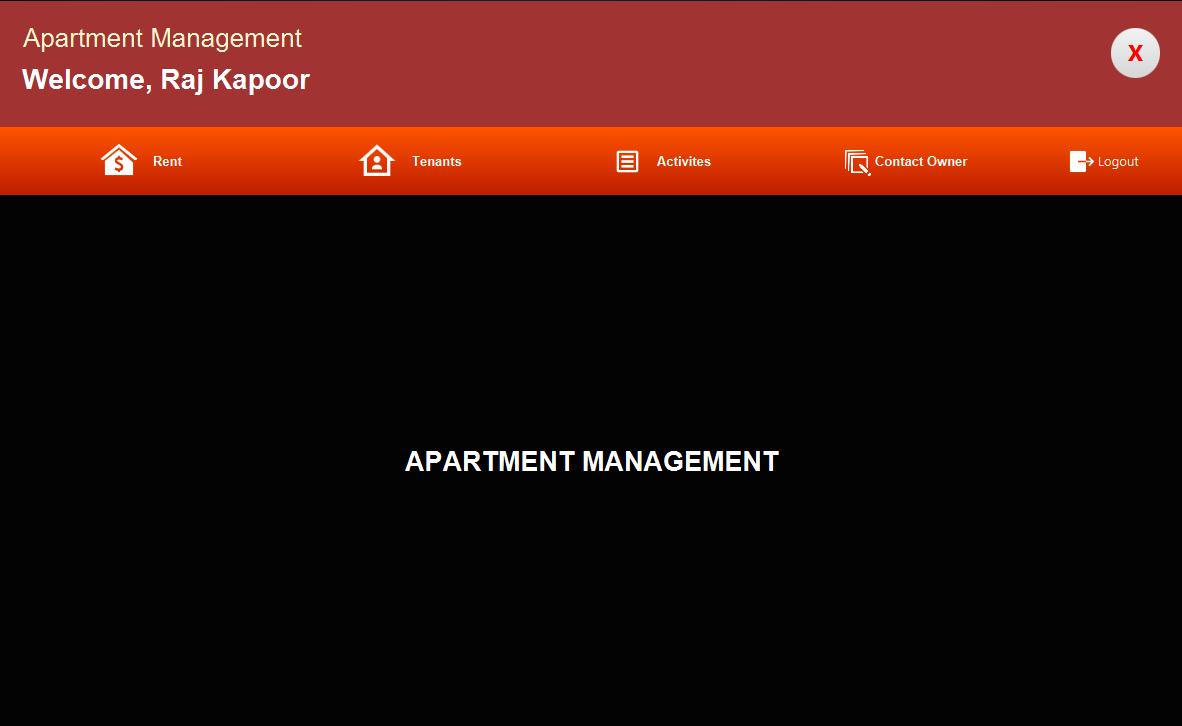 Apartment Management
Welcome, Raj Kapoor
X
Rent
Tenants
Activites
Contact Owner
Logout
APARTMENT MANAGEMENT